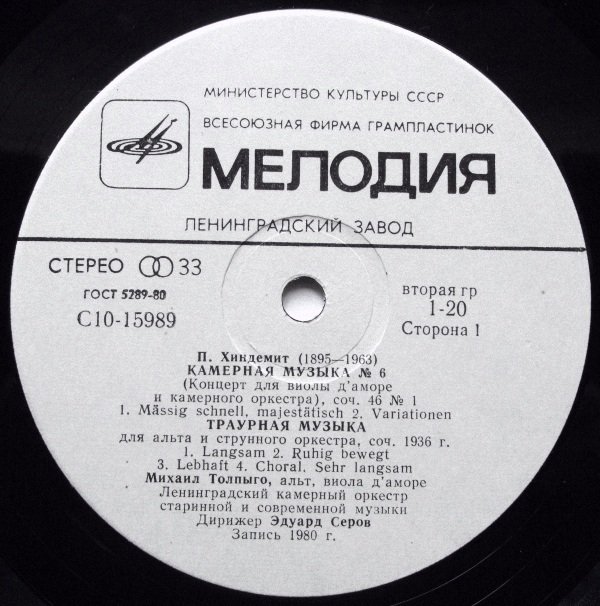 МИНИСТЕРСТВО КУЛЬТУРЫ СССР
ВСЕСОЮЗНАЯ ФИРМА ГРАМПЛАСТИНОК
МЕЛОДИЯ
ЛЕНИНГРАДСКИЙ ЗАВОД
СТЕРЕО 33
ГОСТ 5289-80
С10-15989
вторая гр
1-20
Сторона 1
П. Хиндемит (1895—1963)
КАМЕРНАЯ МУЗЫКА № 6
(Концерт для виолы д'аморе
и камерного оркестра), соч. 46 № 1
1. Mässig schnell, majestätisch 2. Variationen
ТРАУРНАЯ МУЗЫКА
для альта и струнного оркестра, соч. 1936 г.
1. Langsam 2. Ruhig bewegt
3. Lebhaft 4. Choral. Sehr langsam
Михаил Толпыго, альт, виола д'аморе
Ленинградский камерный оркестр
старинной и современной музыки
Дирижер Эдуард Серов
Запись 1980 г.